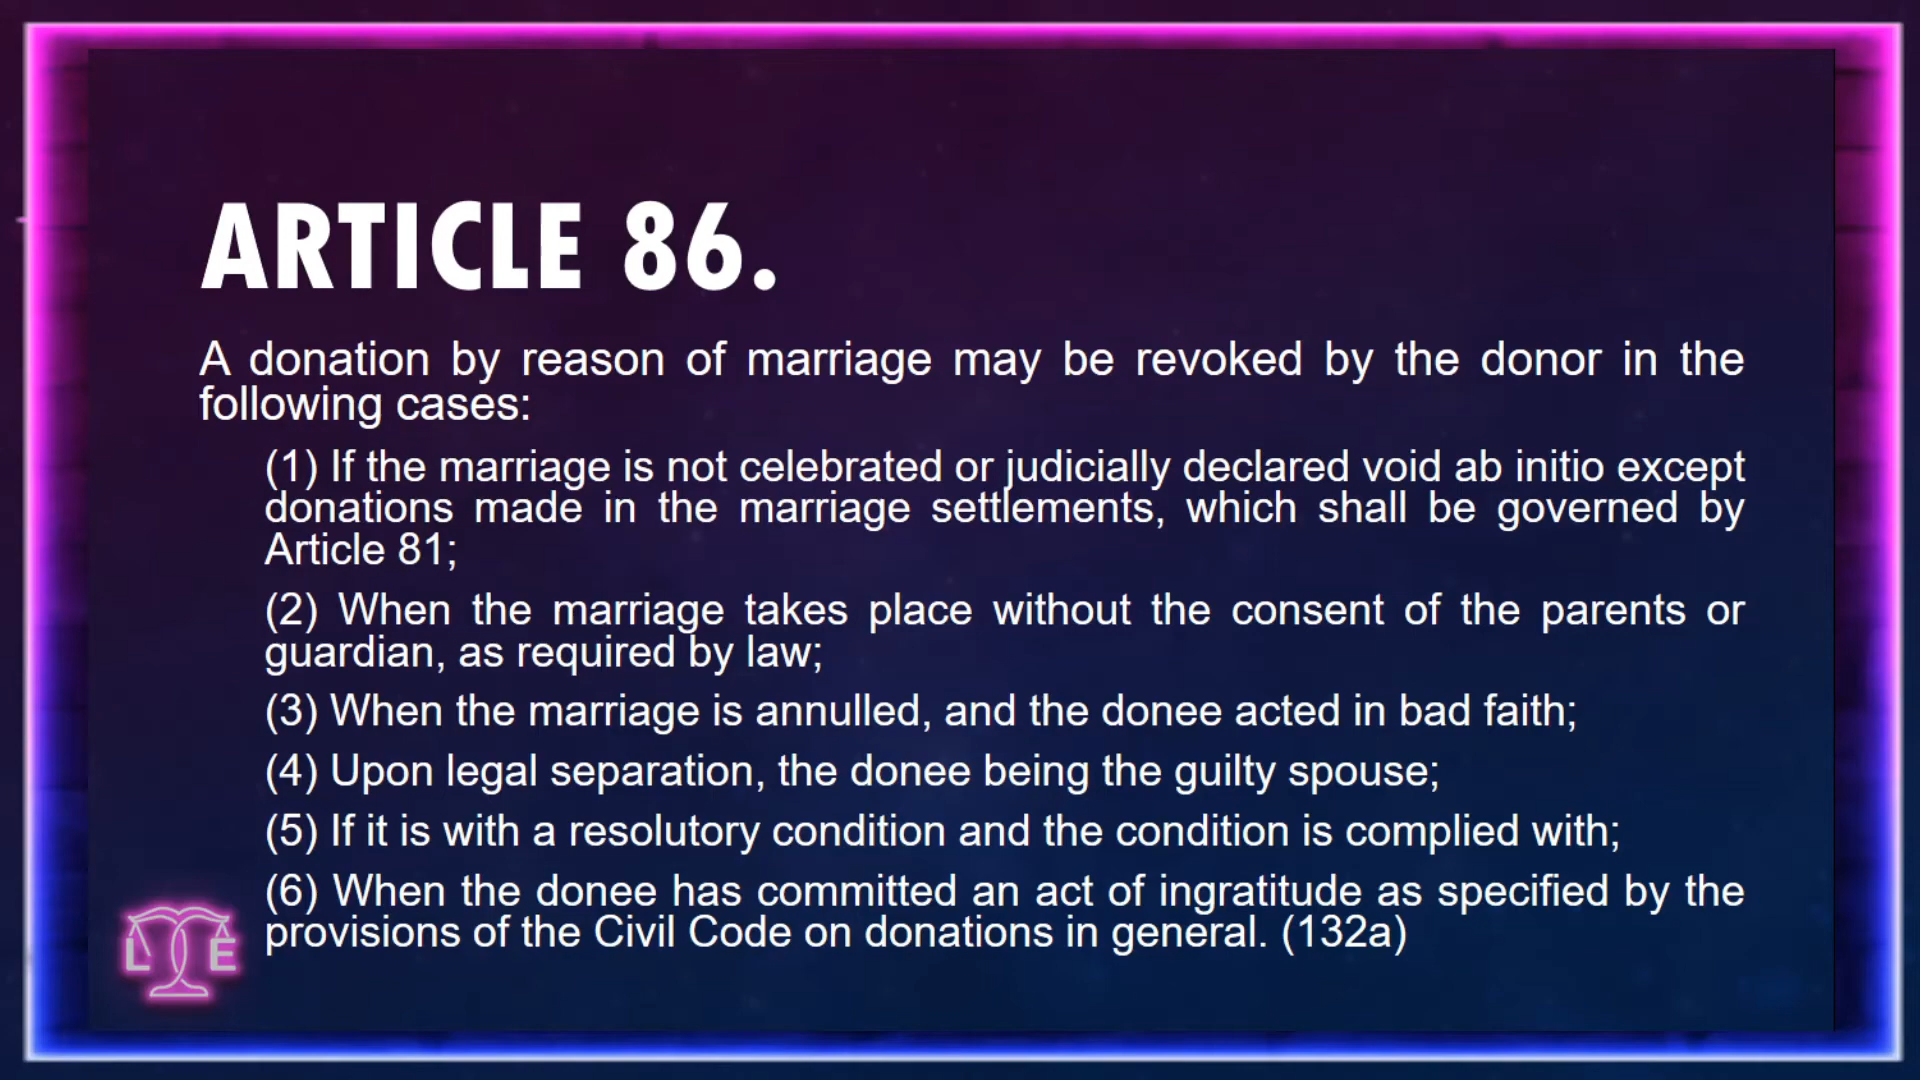 ARTICLE 86.
A donation by reason of marriage may be revoked by the donor in the
following cases:
(1) If the marriage is not celebrated or judicially declared void ab initio except
donations made in the marriage settlements, which shall be governed by
Article 81;
(2) When the marriage takes place without the consent of the parents or
guardian, as required by law;
(3) When the marriage is annulled, and the donee acted in bad faith;
(4) Upon legal separation, the donee being the guilty spouse;
(5) If it is with a resolutory condition and the condition is complied with;
(6) When the donee has committed an act of ingratitude as specified by the
provisions of the Civil Code on donations in general. (132a)
L E